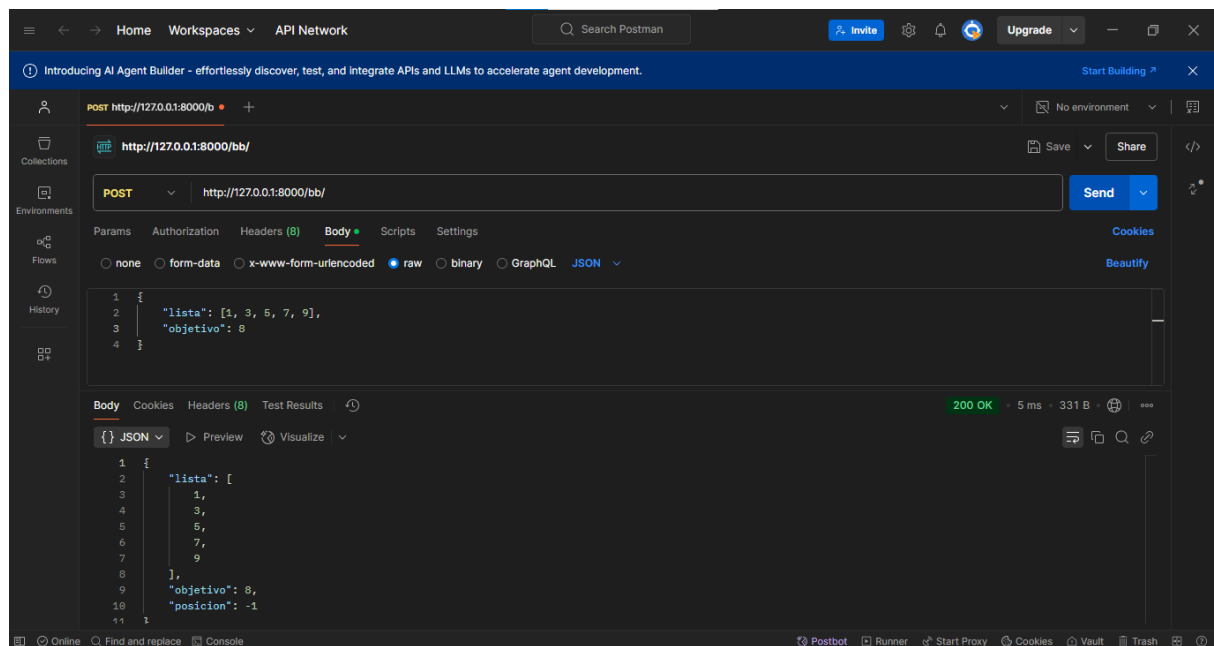 Home Workspaces API Network Search Postman Invite Upgrade
Introducing AI Agent Builder - effortlessly discover, test, and integrate APIs and LLMs to accelerate agent development. Start Building
POST http://127.0.0.1:8000/b No environment
Collections
Environments
Flows
History
HTTP http://127.0.0.1:8000/bb/ Save Share
POST http://127.0.0.1:8000/bb/ Send
Params Authorization Headers (8) Body Scripts Settings Cookies
none form-data x-www-form-urlencoded raw binary GraphQL JSON Beautify
1 {
2 "lista": [1, 3, 5, 7, 9],
3 "objetivo": 8
4 }
Body Cookies Headers (8) Test Results 200 OK 5 ms 331 B
{} JSON Preview Visualize
1 {
2 "lista": [
3 1,
4 3,
5 5,
6 7,
7 9
8 ],
9 "objetivo": 8,
10 "posicion": -1
11 }
Online Find and replace Console Postbot Runner Start Proxy Cookies Vault Trash